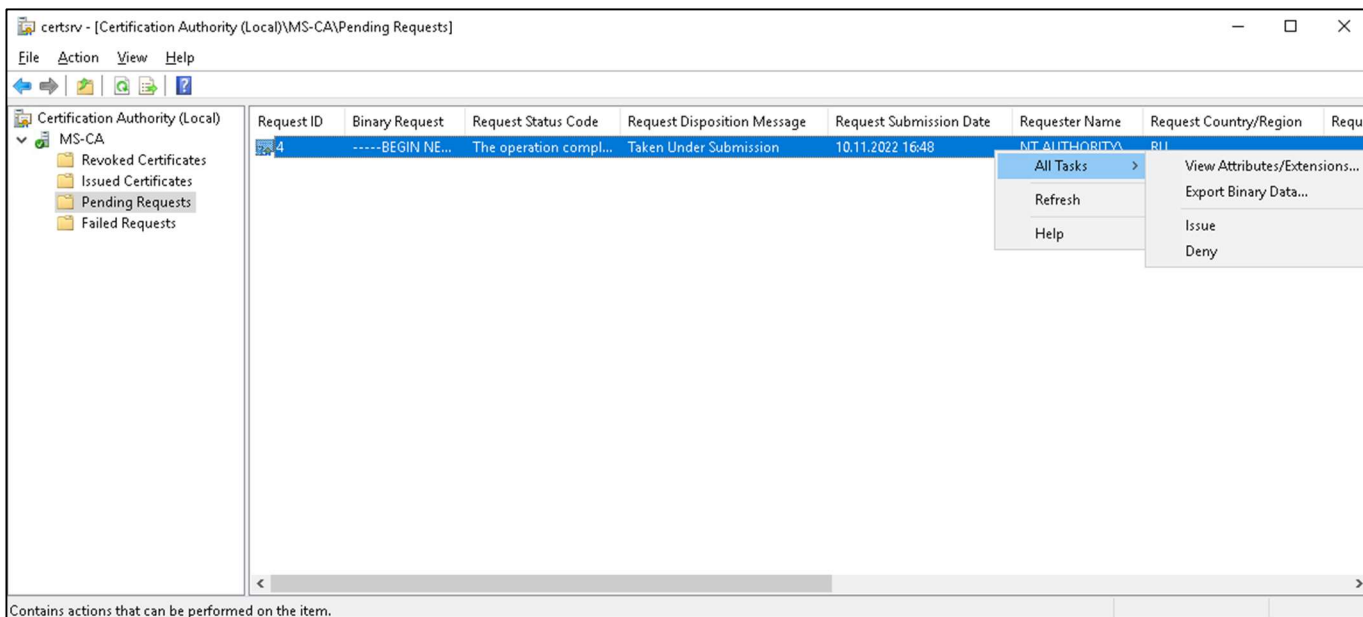 certsrv - [Certification Authority (Local)\MS-CA\Pending Requests]
File Action View Help
Certification Authority (Local)
MS-CA
Revoked Certificates
Issued Certificates
Pending Requests
Failed Requests
Request ID Binary Request Request Status Code Request Disposition Message Request Submission Date Requester Name Request Country/Region Requ
4 -----BEGIN NE... The operation compl... Taken Under Submission 10.11.2022 16:48 NT AUTHORITY\ RU
All Tasks >
Refresh
Help
View Attributes/Extensions...
Export Binary Data...
Issue
Deny
Contains actions that can be performed on the item.